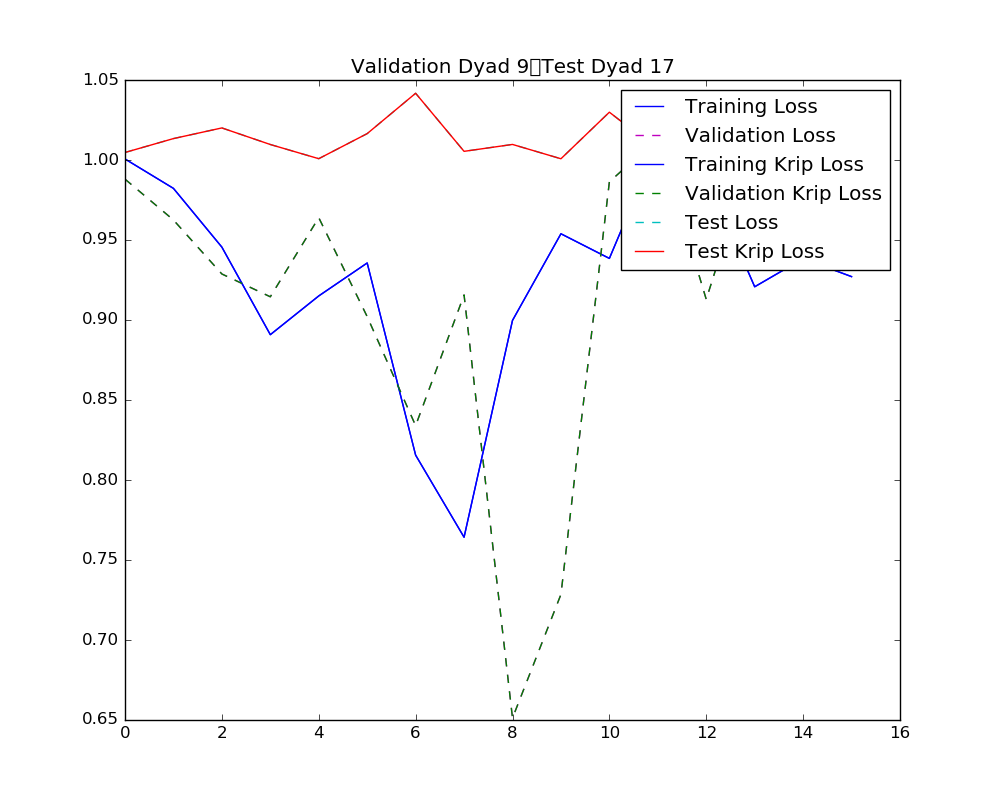 Validation Dyad 9▯Test Dyad 17
1.05
1.00
0.95
0.90
0.85
0.80
0.75
0.70
0.65
0 2 4 6 8 10 12 14 16
Training Loss
Validation Loss
Training Krip Loss
Validation Krip Loss
Test Loss
Test Krip Loss